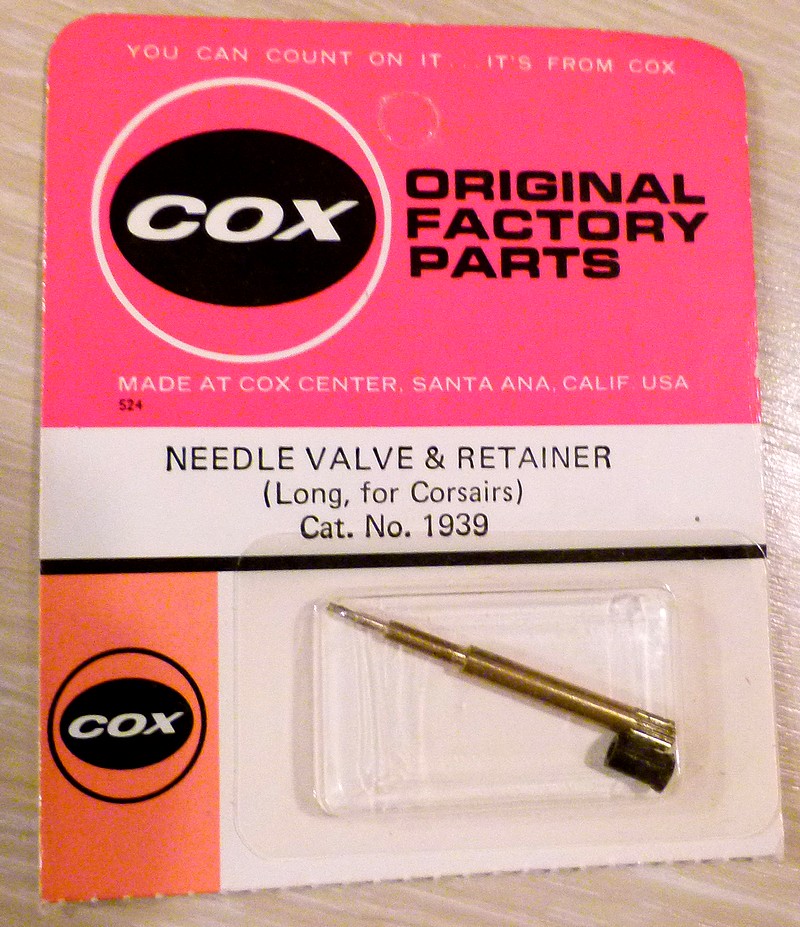 YOU CAN COUNT ON IT... IT'S FROM COX
COX
ORIGINAL
FACTORY
PARTS
MADE AT COX CENTER, SANTA ANA, CALIF. USA
524
NEEDLE VALVE & RETAINER
(Long, for Corsairs)
Cat. No. 1939
COX